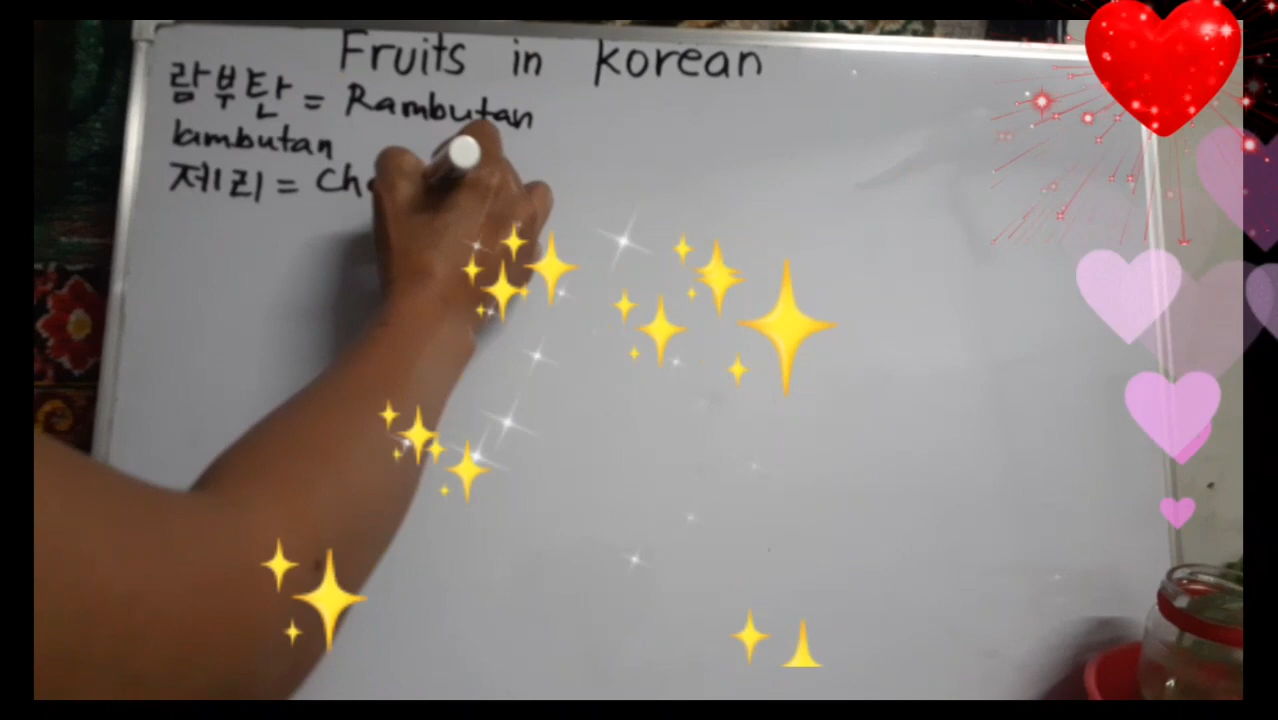 Fruits in korean
람부탄 = Rambutan
lambutan
제리 = Ch